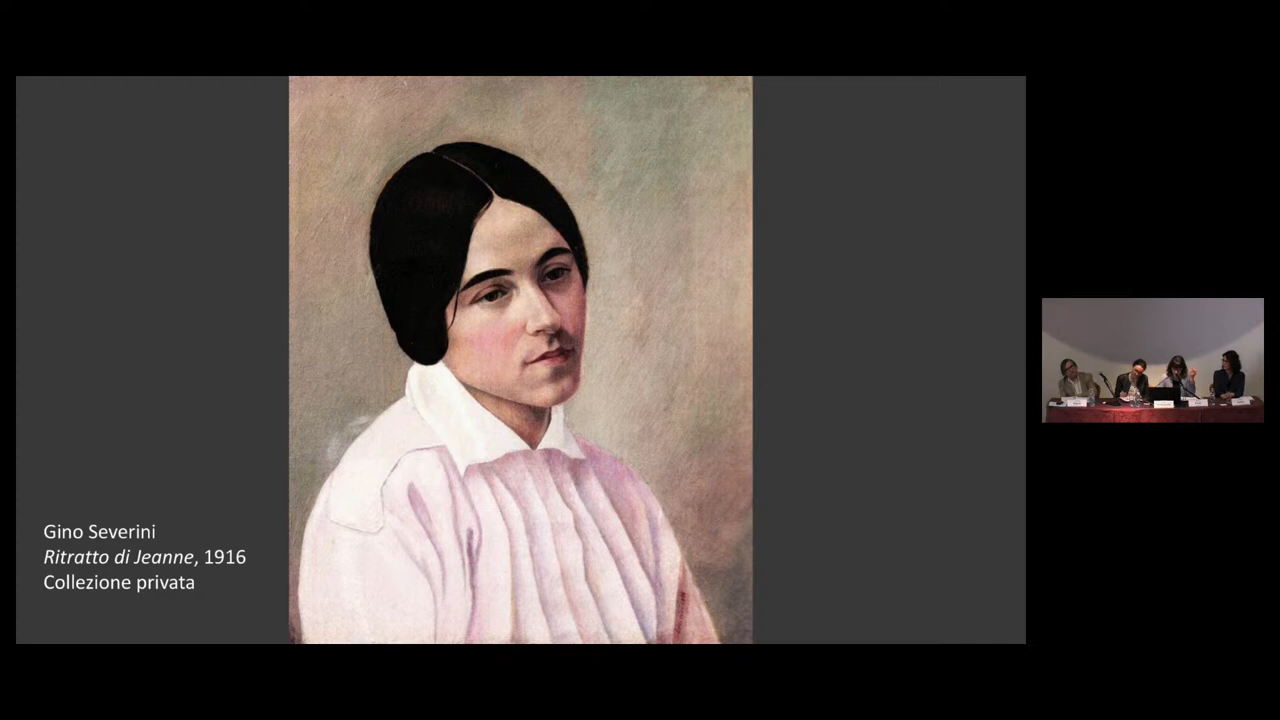 Gino Severini
Ritratto di Jeanne, 1916
Collezione privata